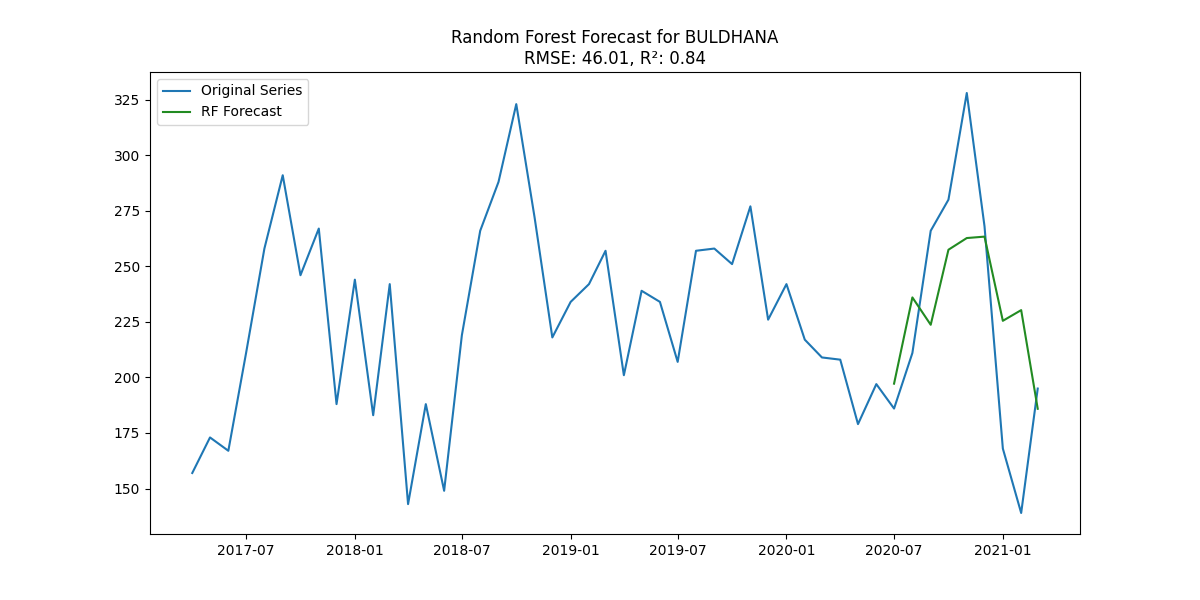 Random Forest Forecast for BULDHANA
RMSE: 46.01, R²: 0.84
Original Series
RF Forecast
325
300
275
250
225
200
175
150
2017-07 2018-01 2018-07 2019-01 2019-07 2020-01 2020-07 2021-01